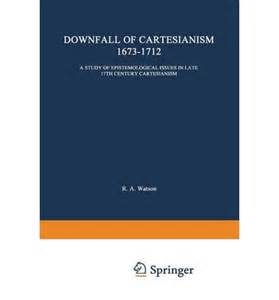 DOWNFALL OF CARTESIANISM
1673-1712
A STUDY OF EPISTEMOLOGICAL ISSUES IN LATE
17TH CENTURY CARTESIANISM
R. A. Watson
Springer